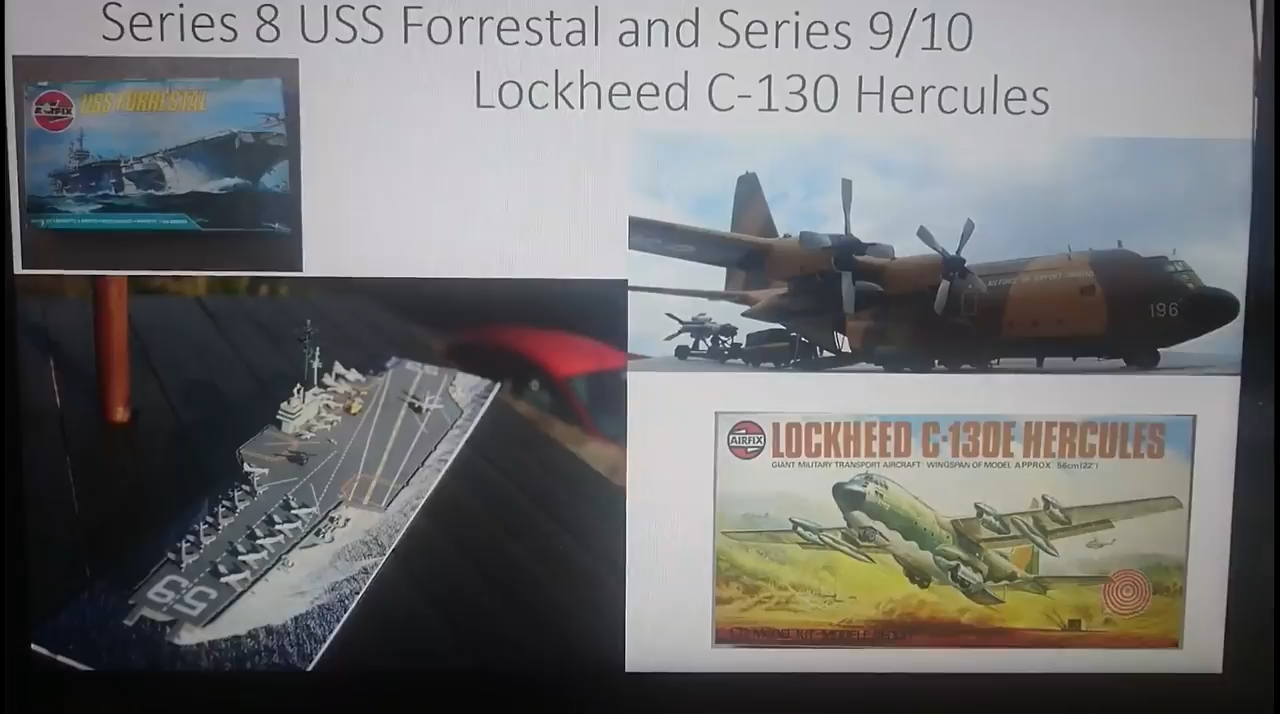 Series 8 USS Forrestal and Series 9/10
Lockheed C-130 Hercules
AIRFIX
USS FORRESTAL
196
59
AIRFIX
LOCKHEED C-130E HERCULES
GIANT MILITARY TRANSPORT AIRCRAFT WINGSPAN OF MODEL APPROX 56cm (22")